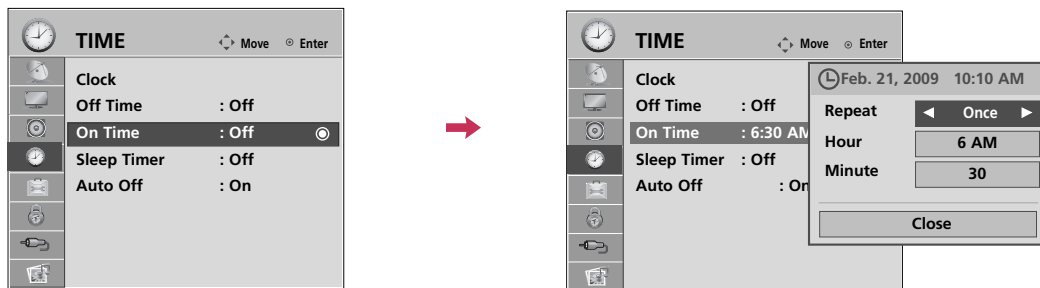 TIME Move Enter
Clock
Off Time : Off
On Time : Off
Sleep Timer : Off
Auto Off : On
TIME Move Enter
Clock
Off Time : Off
On Time : 6:30 AM
Sleep Timer : Off
Auto Off : On
Feb. 21, 2009 10:10 AM
Repeat ◄ Once ►
Hour 6 AM
Minute 30
Close